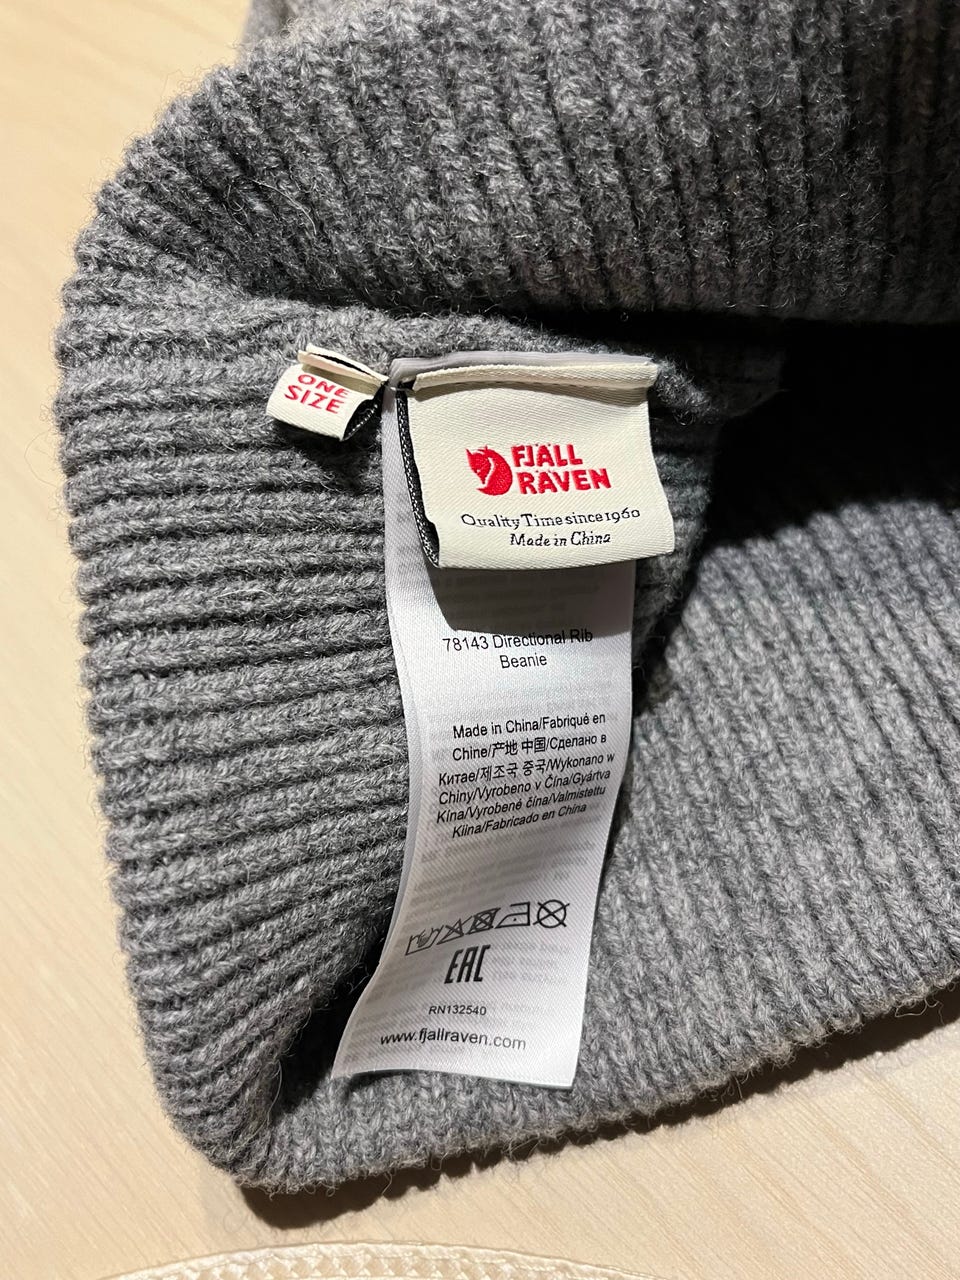 ONE
SIZE
FJÄLL
RÄVEN
Quality Time since 1960
Made in China
78143 Directional Rib
Beanie
Made in China/Fabriqué en
Chine/产地 中国/Сделано в
Китае/제조국 중국/Wykonano w
Chiny/Vyrobeno v Čína/Gyártva
Kína/Vyrobené čína/Valmistettu
Kiina/Fabricado en China
EAC
RN132540
www.fjallraven.com